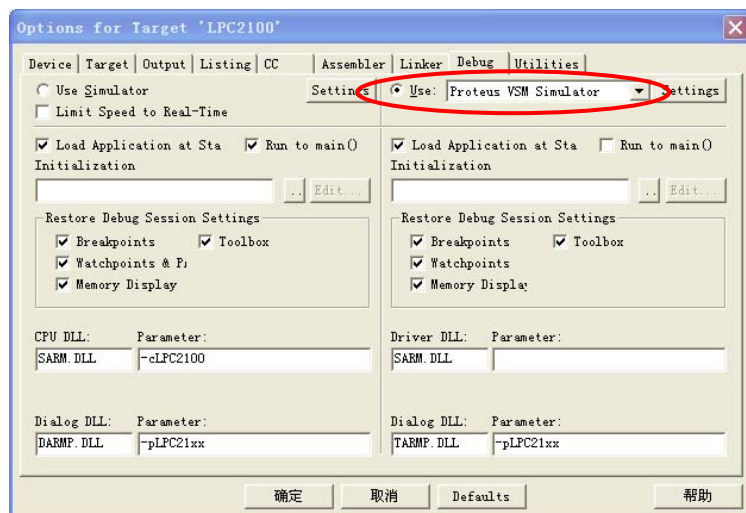 Options for Target 'LPC2100'
Device Target Output Listing CC Assembler Linker Debug Utilities
Use Simulator Settings Use: Proteus VSM Simulator Settings
Limit Speed to Real-Time
Load Application at Sta Run to main() Load Application at Sta Run to main()
Initialization Initialization
.. Edit... .. Edit...
Restore Debug Session Settings Restore Debug Session Settings
Breakpoints Toolbox Breakpoints Toolbox
Watchpoints & Pa Watchpoints
Memory Display Memory Display
CPU DLL: Parameter: Driver DLL: Parameter:
SARM.DLL -cLPC2100 SARM.DLL
Dialog DLL: Parameter: Dialog DLL: Parameter:
DARMP.DLL -pLPC21xx TARMP.DLL -pLPC21xx
确定 取消 Defaults 帮助